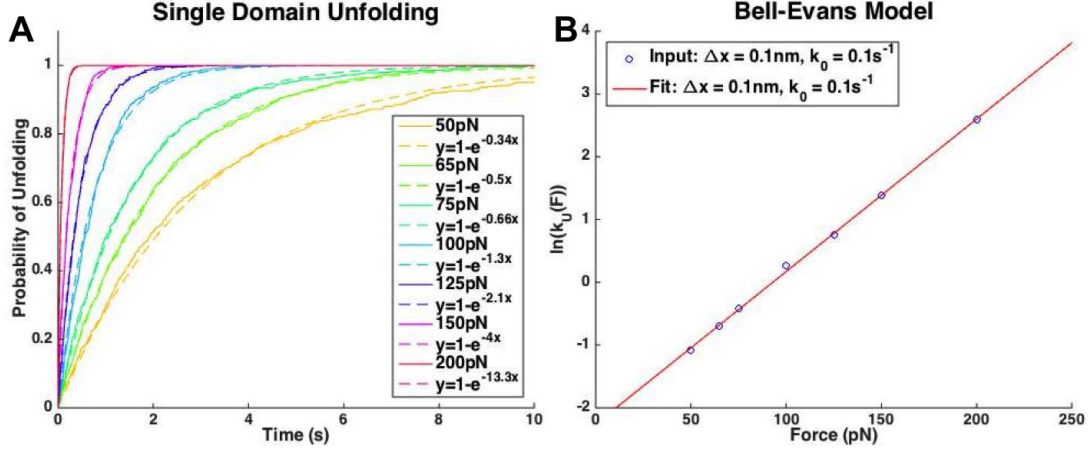 A
Single Domain Unfolding
Probability of Unfolding
1
0.8
0.6
0.4
0.2
0
0
2
4
6
8
10
Time (s)
50pN
y=1-e^-0.34x
65pN
y=1-e^-0.5x
75pN
y=1-e^-0.66x
100pN
y=1-e^-1.3x
125pN
y=1-e^-2.1x
150pN
y=1-e^-4x
200pN
y=1-e^-13.3x
B
Bell-Evans Model
ln(k_U(F))
4
3
2
1
0
-1
-2
0
50
100
150
200
250
Force (pN)
Input: Δx = 0.1nm, k_0 = 0.1s^-1
Fit: Δx = 0.1nm, k_0 = 0.1s^-1